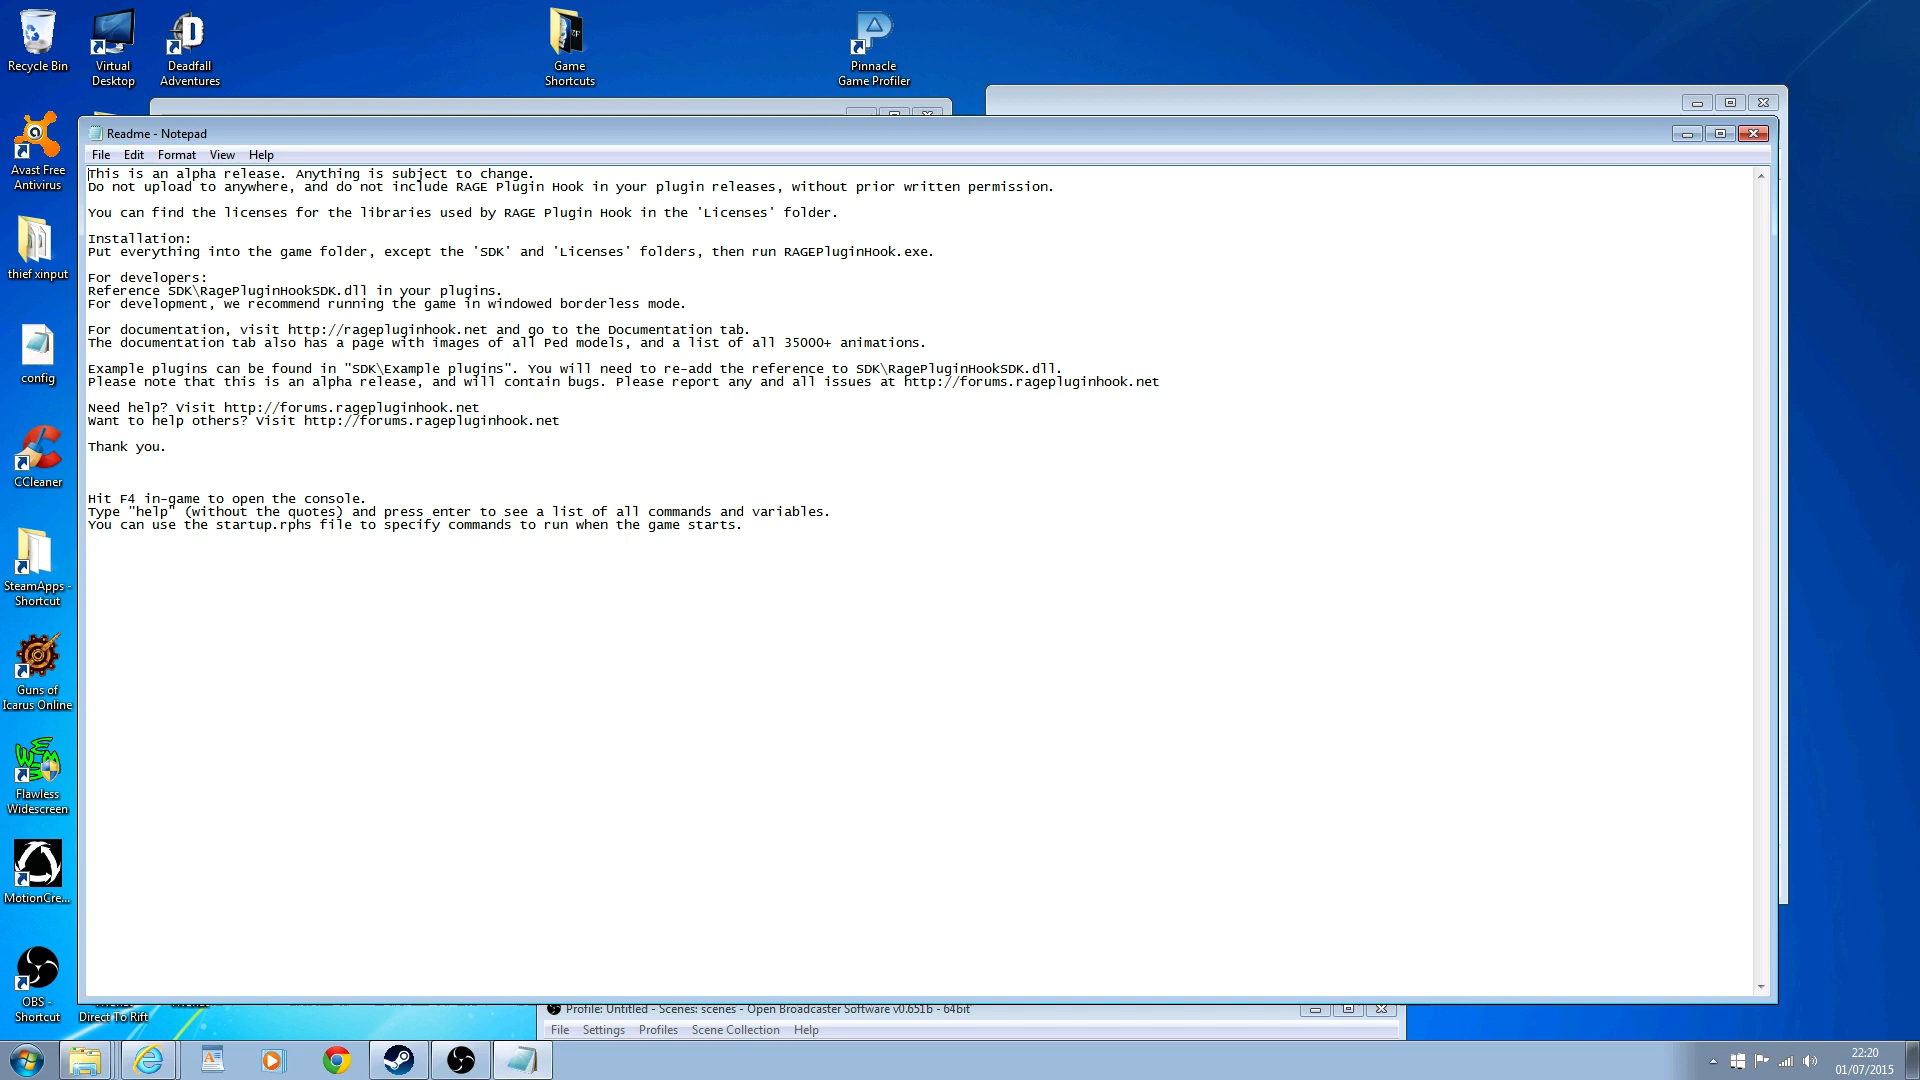 Recycle Bin
Virtual
Desktop
Deadfall
Adventures
Game
Shortcuts
Pinnacle
Game Profiler
Avast Free
Antivirus
thief xinput
config
CCleaner
SteamApps -
Shortcut
Guns of
Icarus Online
Flawless
Widescreen
MotionCre...
OBS -
Shortcut
Direct To Rift
Readme - Notepad
File Edit Format View Help
This is an alpha release. Anything is subject to change.
Do not upload to anywhere, and do not include RAGE Plugin Hook in your plugin releases, without prior written permission.
You can find the licenses for the libraries used by RAGE Plugin Hook in the 'Licenses' folder.
Installation:
Put everything into the game folder, except the 'SDK' and 'Licenses' folders, then run RAGEPluginHook.exe.
For developers:
Reference SDK\RagePluginHookSDK.dll in your plugins.
For development, we recommend running the game in windowed borderless mode.
For documentation, visit http://ragepluginhook.net and go to the Documentation tab.
The documentation tab also has a page with images of all Ped models, and a list of all 35000+ animations.
Example plugins can be found in "SDK\Example plugins". You will need to re-add the reference to SDK\RagePluginHookSDK.dll.
Please note that this is an alpha release, and will contain bugs. Please report any and all issues at http://forums.ragepluginhook.net
Need help? Visit http://forums.ragepluginhook.net
Want to help others? Visit http://forums.ragepluginhook.net
Thank you.
Hit F4 in-game to open the console.
Type "help" (without the quotes) and press enter to see a list of all commands and variables.
You can use the startup.rphs file to specify commands to run when the game starts.
Profile: Untitled - Scenes: scenes - Open Broadcaster Software v0.651b - 64bit
File Settings Profiles Scene Collection Help
22:20
01/07/2015